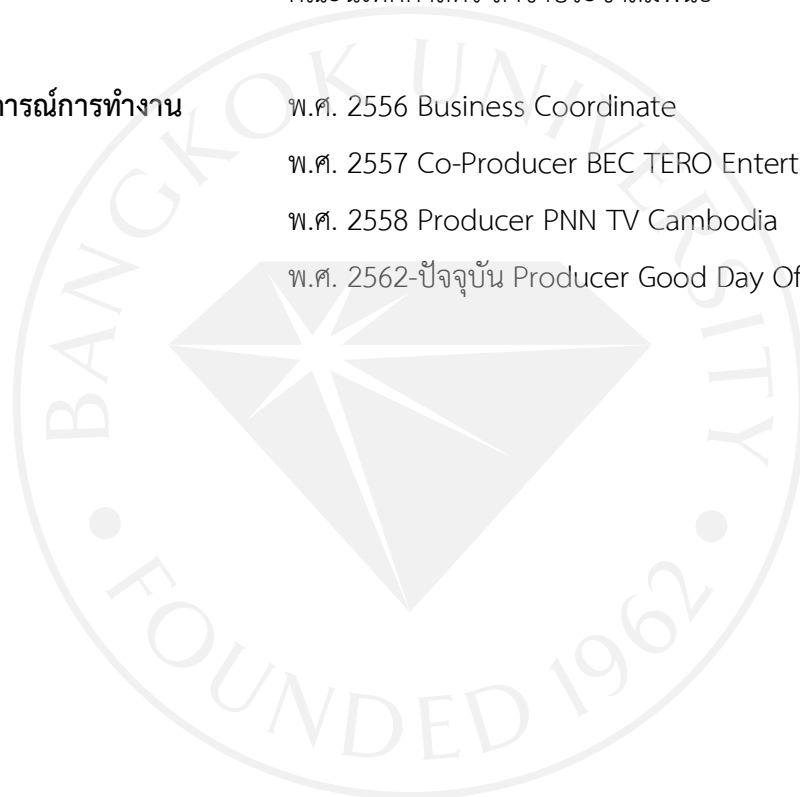 การณ์การทำงาน พ.ศ. 2556 Business Coordinate
พ.ศ. 2557 Co-Producer BEC TERO
พ.ศ. 2558 Producer PNN TV Cambodia
พ.ศ. 2562-ปัจจุบัน Producer Good Day
BANGKOK UNIVERSITY
FOUNDED 1962